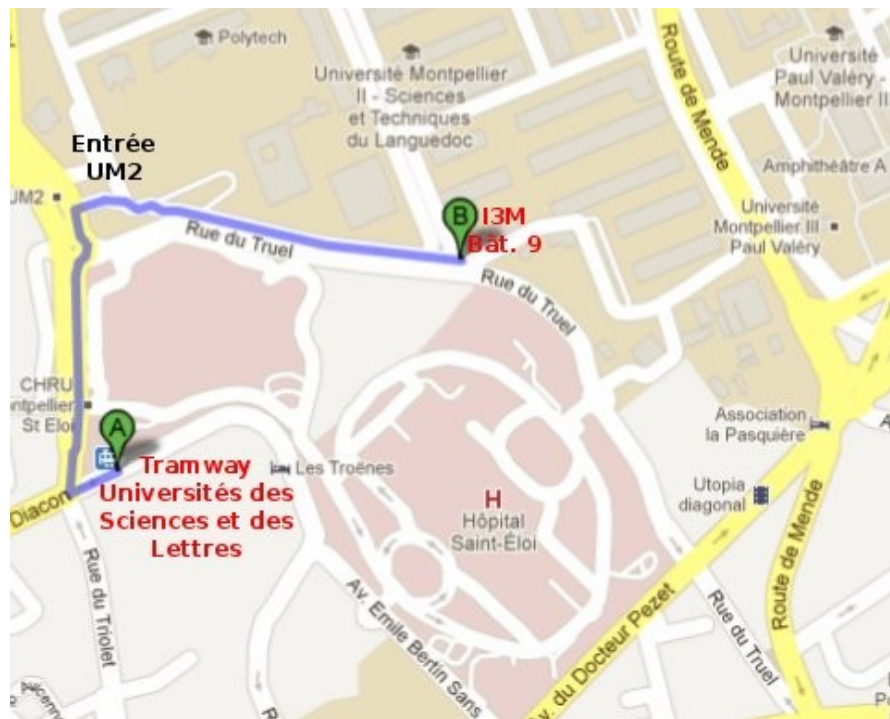 Polytech
Université Montpellier
II - Sciences
et Techniques
du Languedoc
Route de Mende
Université
Paul Valéry -
Montpellier III
Entrée
UM2
UM2
Amphithéâtre A
Rue du Truel
B
I3M
Bât. 9
Université
Montpellier III
Paul Valéry
Rue du Truel
CHRU
ntpellier
St Eloi
A
Association
la Pasquière
Tramway
Universités des
Sciences et des
Lettres
Les Troënes
H
Hôpital
Saint-Éloi
Utopia
diagonal
Diacon
Route de Mende
Rue du Triolet
Av. Emile Bertin Sans
Av. du Docteur Pezet
Rue du Truel